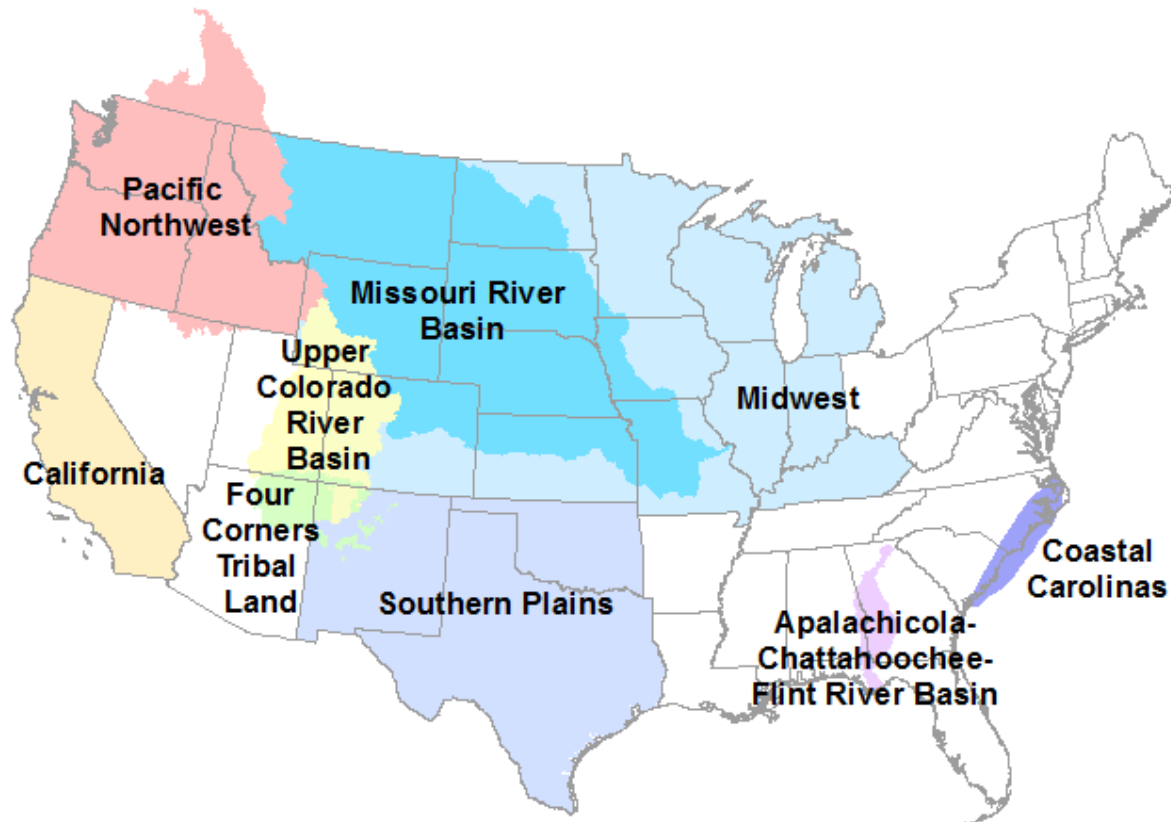 Pacific
Northwest
Missouri River
Basin
Upper
Colorado
River
Basin
Midwest
California
Four
Corners
Tribal
Land
Southern Plains
Coastal
Carolinas
Apalachicola-
Chattahoochee-
Flint River Basin